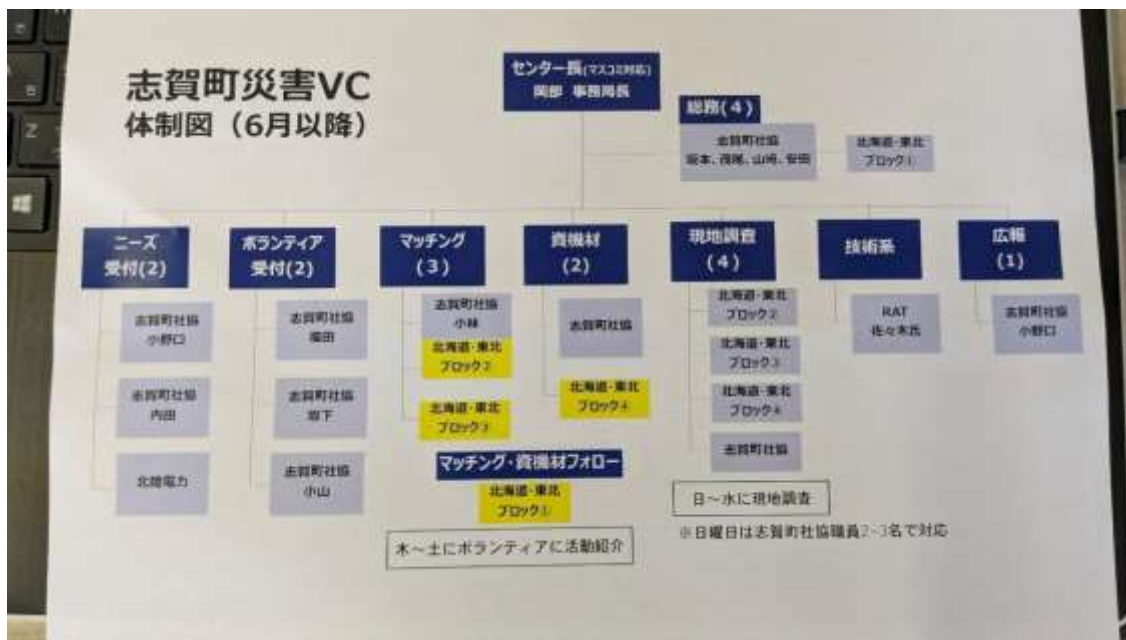 志賀町災害VC
体制図（6月以降）
センター長(マスコミ対応)
岡部 事務局長
総務(4)
志賀町社協
坂本、茂尾、山崎、安田
北海道・東北
ブロック①
ニーズ
受付(2)
志賀町社協
小野口
志賀町社協
内田
北陸電力
ボランティア
受付(2)
志賀町社協
志賀町社協
坂下
志賀町社協
小山
マッチング
(3)
志賀町社協
小林
北海道・東北
ブロック②
北海道・東北
ブロック③
資機材
(2)
志賀町社協
北海道・東北
ブロック④
マッチング・資機材フォロー
北海道・東北
ブロック①
木～土にボランティアに活動紹介
現地調査
(4)
北海道・東北
ブロック②
北海道・東北
ブロック③
北海道・東北
ブロック④
志賀町社協
日～水に現地調査
※日曜日は志賀町社協職員2~3名で対応
技術系
RAT
佐々木氏
広報
(1)
志賀町社協
小野口